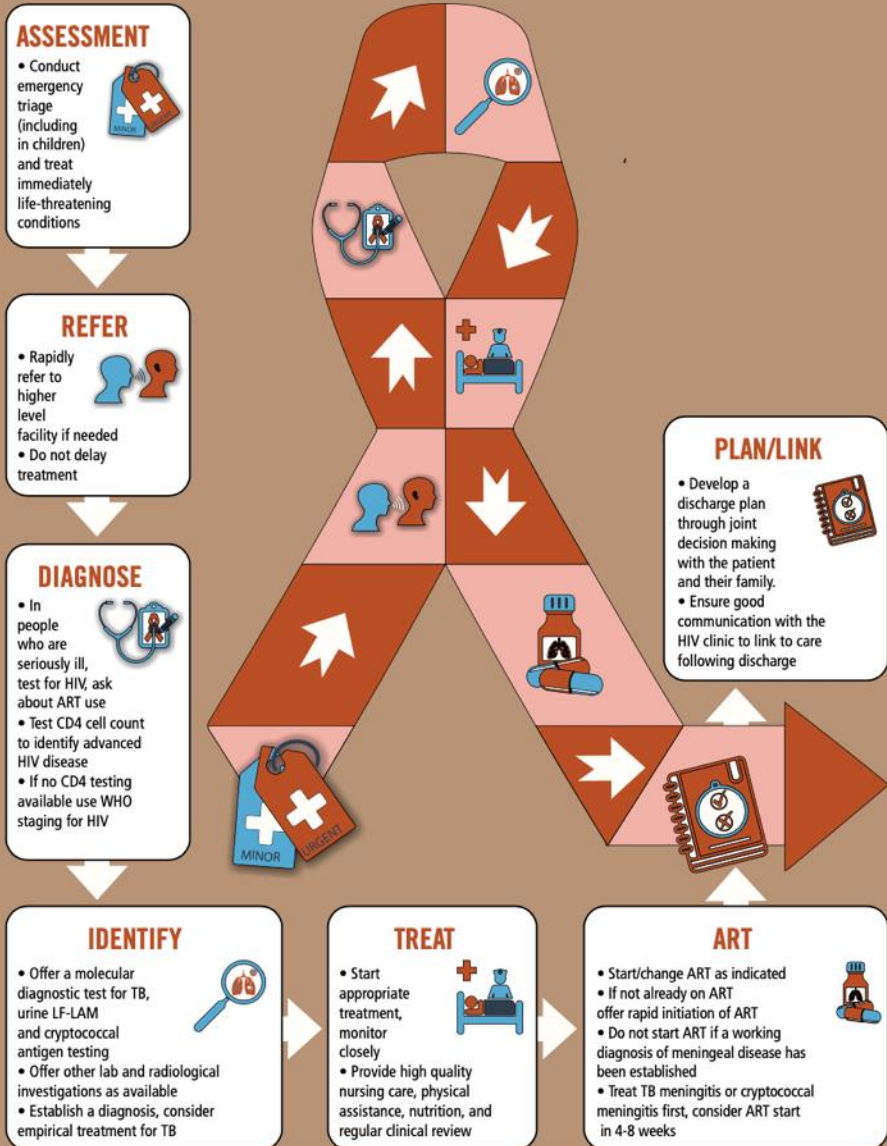 ASSESSMENT
• Conduct
emergency
triage
(including
in children)
and treat
immediately
life-threatening
conditions
MINOR
REFER
• Rapidly
refer to
higher
level
facility if needed
• Do not delay
treatment
DIAGNOSE
• In
people
who are
seriously ill,
test for HIV, ask
about ART use
• Test CD4 cell count
to identify advanced
HIV disease
• If no CD4 testing
available use WHO
staging for HIV
IDENTIFY
• Offer a molecular
diagnostic test for TB,
urine LF-LAM
and cryptococcal
antigen testing
• Offer other lab and radiological
investigations as available
• Establish a diagnosis, consider
empirical treatment for TB
TREAT
• Start
appropriate
treatment,
monitor
closely
• Provide high quality
nursing care, physical
assistance, nutrition, and
regular clinical review
ART
• Start/change ART as indicated
• If not already on ART
offer rapid initiation of ART
• Do not start ART if a working
diagnosis of meningeal disease has
been established
• Treat TB meningitis or cryptococcal
meningitis first, consider ART start
in 4-8 weeks
PLAN/LINK
• Develop a
discharge plan
through joint
decision making
with the patient
and their family.
• Ensure good
communication with the
HIV clinic to link to care
following discharge
MINOR
URGENT